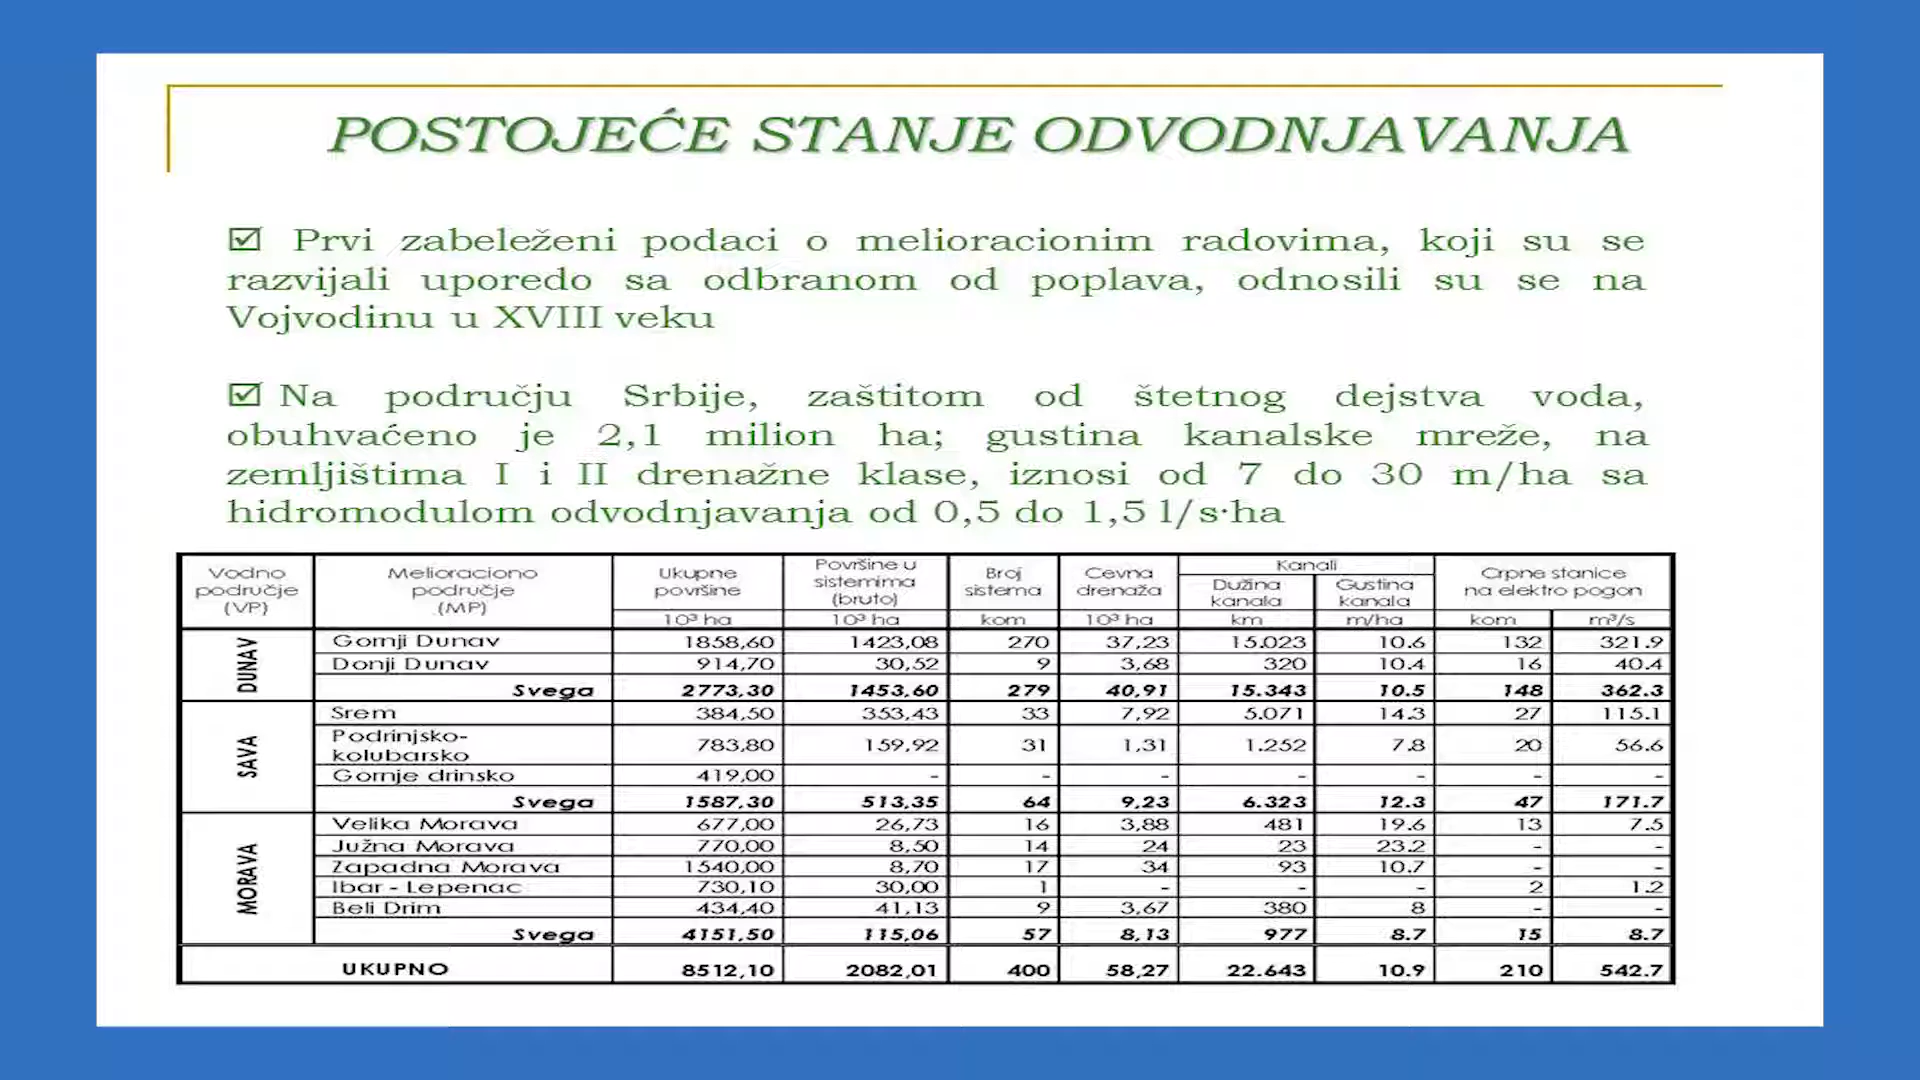 POSTOJEĆE STANJE ODVODNJAVANJA
☑ Prvi zabeleženi podaci o melioracionim radovima, koji su se
razvijali uporedo sa odbranom od poplava, odnosili su se na
Vojvodinu u XVIII veku
☑ Na području Srbije, zaštitom od štetnog dejstva voda,
obuhvaćeno je 2,1 milion ha; gustina kanalske mreže, na
zemljištima I i II drenažne klase, iznosi od 7 do 30 m/ha sa
hidromodulom odvodnjavanja od 0,5 do 1,5 l/s·ha
Vodno područje (VP) Melioraciono područje (MP) Ukupne površine Površine u sistemima (bruto) Broj sistema Cevna drenaža Kanali Crpne stanice na elektro pogon
Dužina kanala Gustina kanala
10³ ha 10³ ha kom 10³ ha km m/ha kom m³/s
DUNAV
Gornji Dunav 1858,60 1423,08 270 37,23 15.023 10.6 132 321.9
Donji Dunav 914,70 30,52 9 3,68 320 10.4 16 40.4
Svega 2773,30 1453,60 279 40,91 15.343 10.5 148 362.3
SAVA
Srem 384,50 353,43 33 7,92 5.071 14.3 27 115.1
Podrinjsko-
kolubarsko 783,80 159,92 31 1,31 1.252 7.8 20 56.6
Gornje drinsko 419,00 - - - - - - -
Svega 1587,30 513,35 64 9,23 6.323 12.3 47 171.7
MORAVA
Velika Morava 677,00 26,73 16 3,88 481 19.6 13 7.5
Južna Morava 770,00 8,50 14 24 23 23.2 - -
Zapadna Morava 1540,00 8,70 17 34 93 10.7 - -
Ibar - Lepenac 730,10 30,00 1 - - - 2 1.2
Beli Drim 434,40 41,13 9 3,67 380 8 - -
Svega 4151,50 115,06 57 8,13 977 8.7 15 8.7
UKUPNO 8512,10 2082,01 400 58,27 22.643 10.9 210 542.7